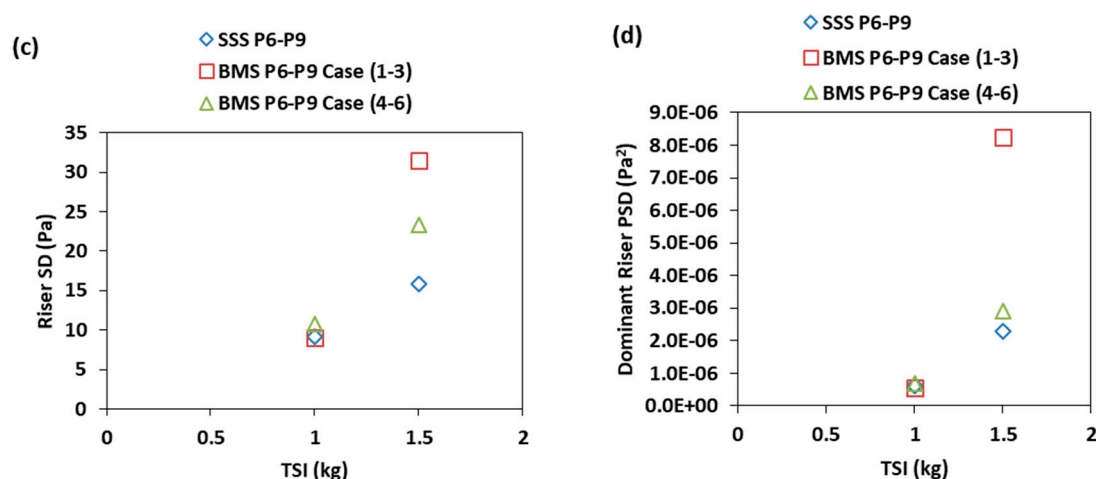 (c)
SSS P6-P9
BMS P6-P9 Case (1-3)
BMS P6-P9 Case (4-6)
Riser SD (Pa)
35
30
25
20
15
10
5
0
0 0.5 1 1.5 2
TSI (kg)
(d)
SSS P6-P9
BMS P6-P9 Case (1-3)
BMS P6-P9 Case (4-6)
Dominant Riser PSD (Pa²)
9.0E-06
8.0E-06
7.0E-06
6.0E-06
5.0E-06
4.0E-06
3.0E-06
2.0E-06
1.0E-06
0.0E+00
0 0.5 1 1.5 2
TSI (kg)